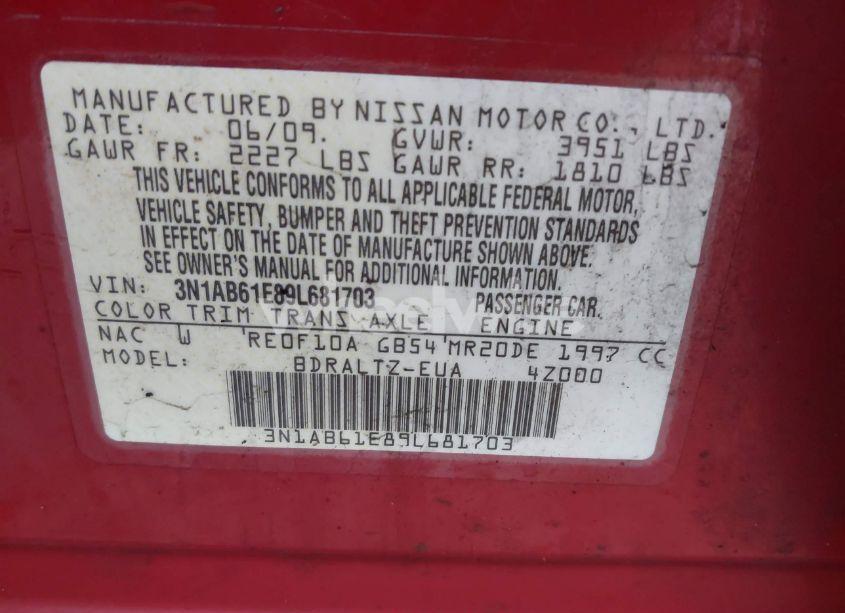 MANUFACTURED BY NISSAN MOTOR CO., LTD.
DATE: 06/09. GVWR: 3951 LBS
GAWR FR: 2227 LBS GAWR RR: 1810 LBS
THIS VEHICLE CONFORMS TO ALL APPLICABLE FEDERAL MOTOR,
VEHICLE SAFETY, BUMPER AND THEFT PREVENTION STANDARDS
IN EFFECT ON THE DATE OF MANUFACTURE SHOWN ABOVE.
SEE OWNER'S MANUAL FOR ADDITIONAL INFORMATION.
VIN: 3N1AB61E89L681703 PASSENGER CAR.
COLOR TRIM TRANS AXLE ENGINE
NAC W RE0F10A GB54 MR20DE 1997 CC
MODEL: BDRALTZ-EUA 4Z000
3N1AB61E89L681703